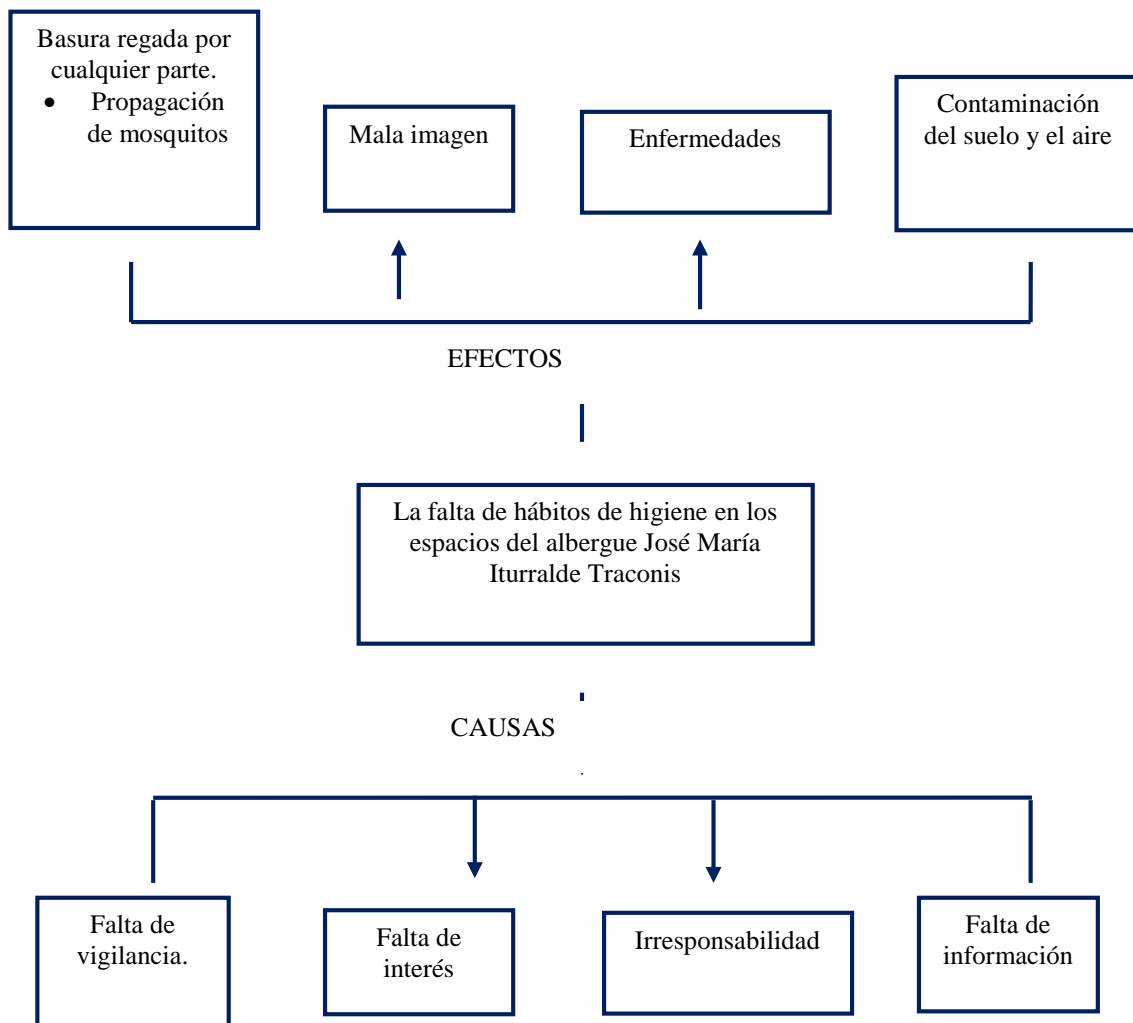 Basura regada por
cualquier parte.
• Propagación
de mosquitos
Mala imagen
Enfermedades
Contaminación
del suelo y el aire
EFECTOS
La falta de hábitos de higiene en los
espacios del albergue José María
Iturralde Traconis
CAUSAS
Falta de
vigilancia.
Falta de
interés
Irresponsabilidad
Falta de
información